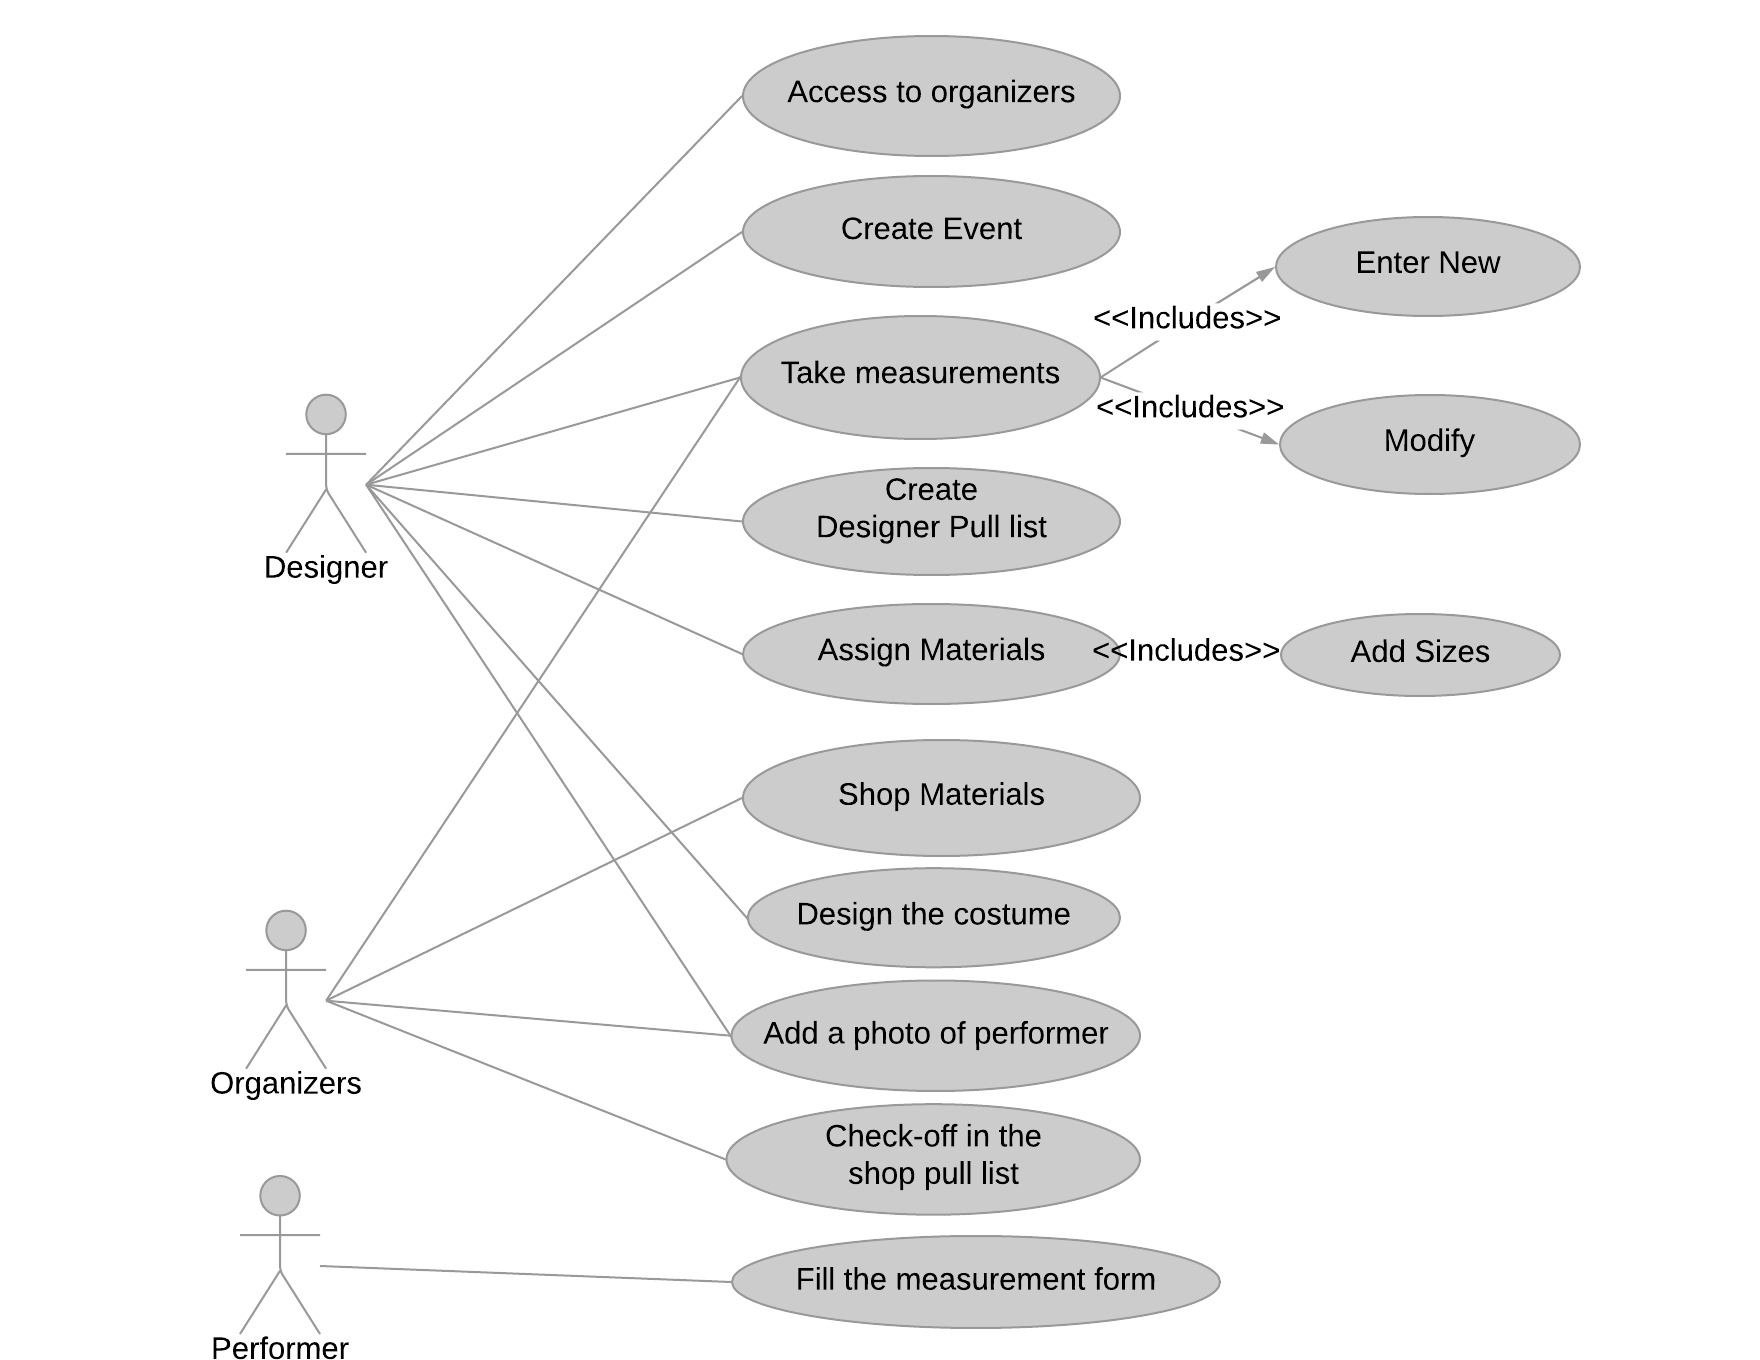 Access to organizers
Create Event
Enter New
<<Includes>>
Take measurements
<<Includes>>
Modify
Create
Designer Pull list
Designer
Assign Materials
<<Includes>>
Add Sizes
Shop Materials
Design the costume
Add a photo of performer
Organizers
Check-off in the
shop pull list
Fill the measurement form
Performer